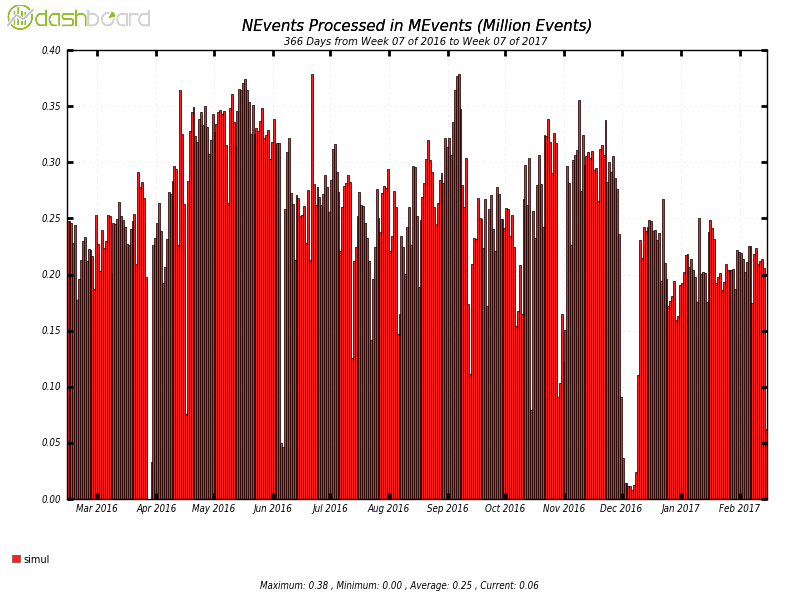 dashboard
NEvents Processed in MEvents (Million Events)
366 Days from Week 07 of 2016 to Week 07 of 2017
0.40
0.35
0.30
0.25
0.20
0.15
0.10
0.05
0.00
Mar 2016 Apr 2016 May 2016 Jun 2016 Jul 2016 Aug 2016 Sep 2016 Oct 2016 Nov 2016 Dec 2016 Jan 2017 Feb 2017
simul
Maximum: 0.38 , Minimum: 0.00 , Average: 0.25 , Current: 0.06